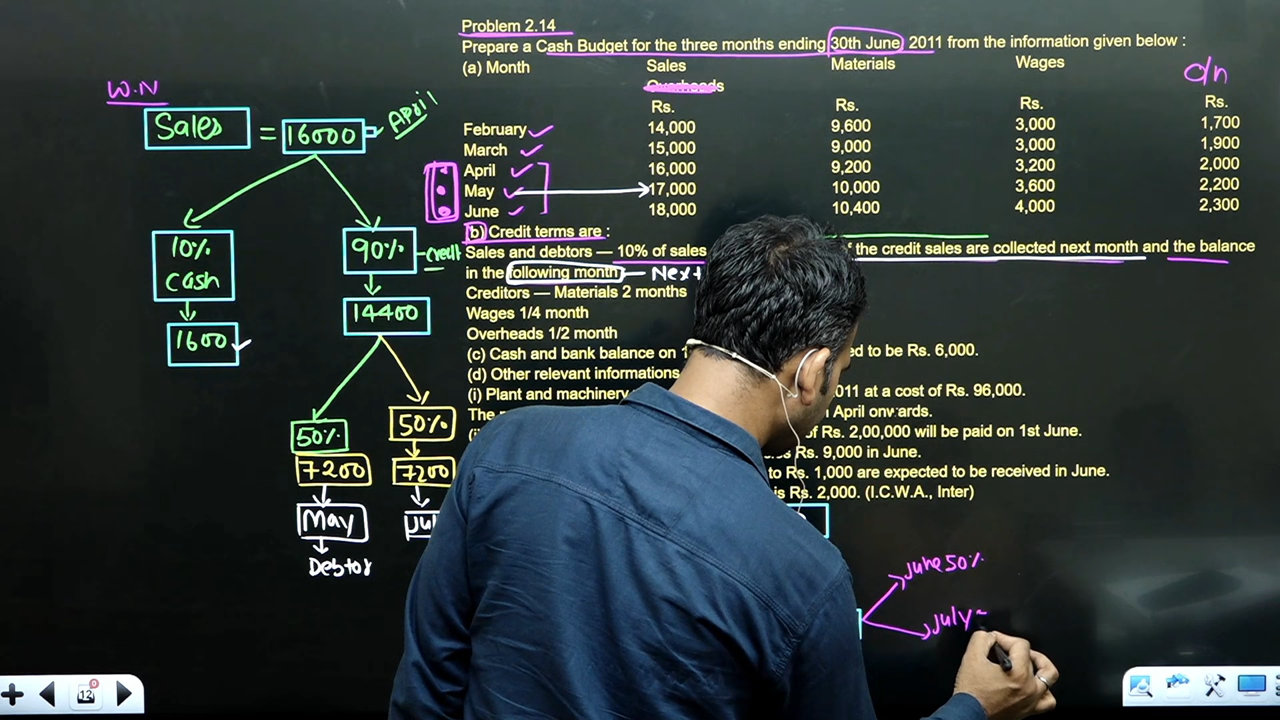 Problem 2.14
Prepare a Cash Budget for the three months ending 30th June, 2011 from the information given below :
(a) Month Sales Materials Wages O/h
Overheads
Rs. Rs. Rs. Rs.
February 14,000 9,600 3,000 1,700
March 15,000 9,000 3,000 1,900
April 16,000 9,200 3,200 2,000
May 17,000 10,000 3,600 2,200
June 18,000 10,400 4,000 2,300
(b) Credit terms are :
Sales and debtors — 10% of sales of the credit sales are collected next month and the balance
in the following month — Next
Creditors — Materials 2 months
Wages 1/4 month
Overheads 1/2 month
(c) Cash and bank balance on 1 ed to be Rs. 6,000.
(d) Other relevant informations
(i) Plant and machinery 2011 at a cost of Rs. 96,000.
The April onwards.
of Rs. 2,00,000 will be paid on 1st June.
Rs. 9,000 in June.
to Rs. 1,000 are expected to be received in June.
is Rs. 2,000. (I.C.W.A., Inter)
W.N
Sales = 16000 April
10% cash
90% credit
1600
14400
50% 50%
7200 7200
May Jul
Debtor
June 50%
July
12